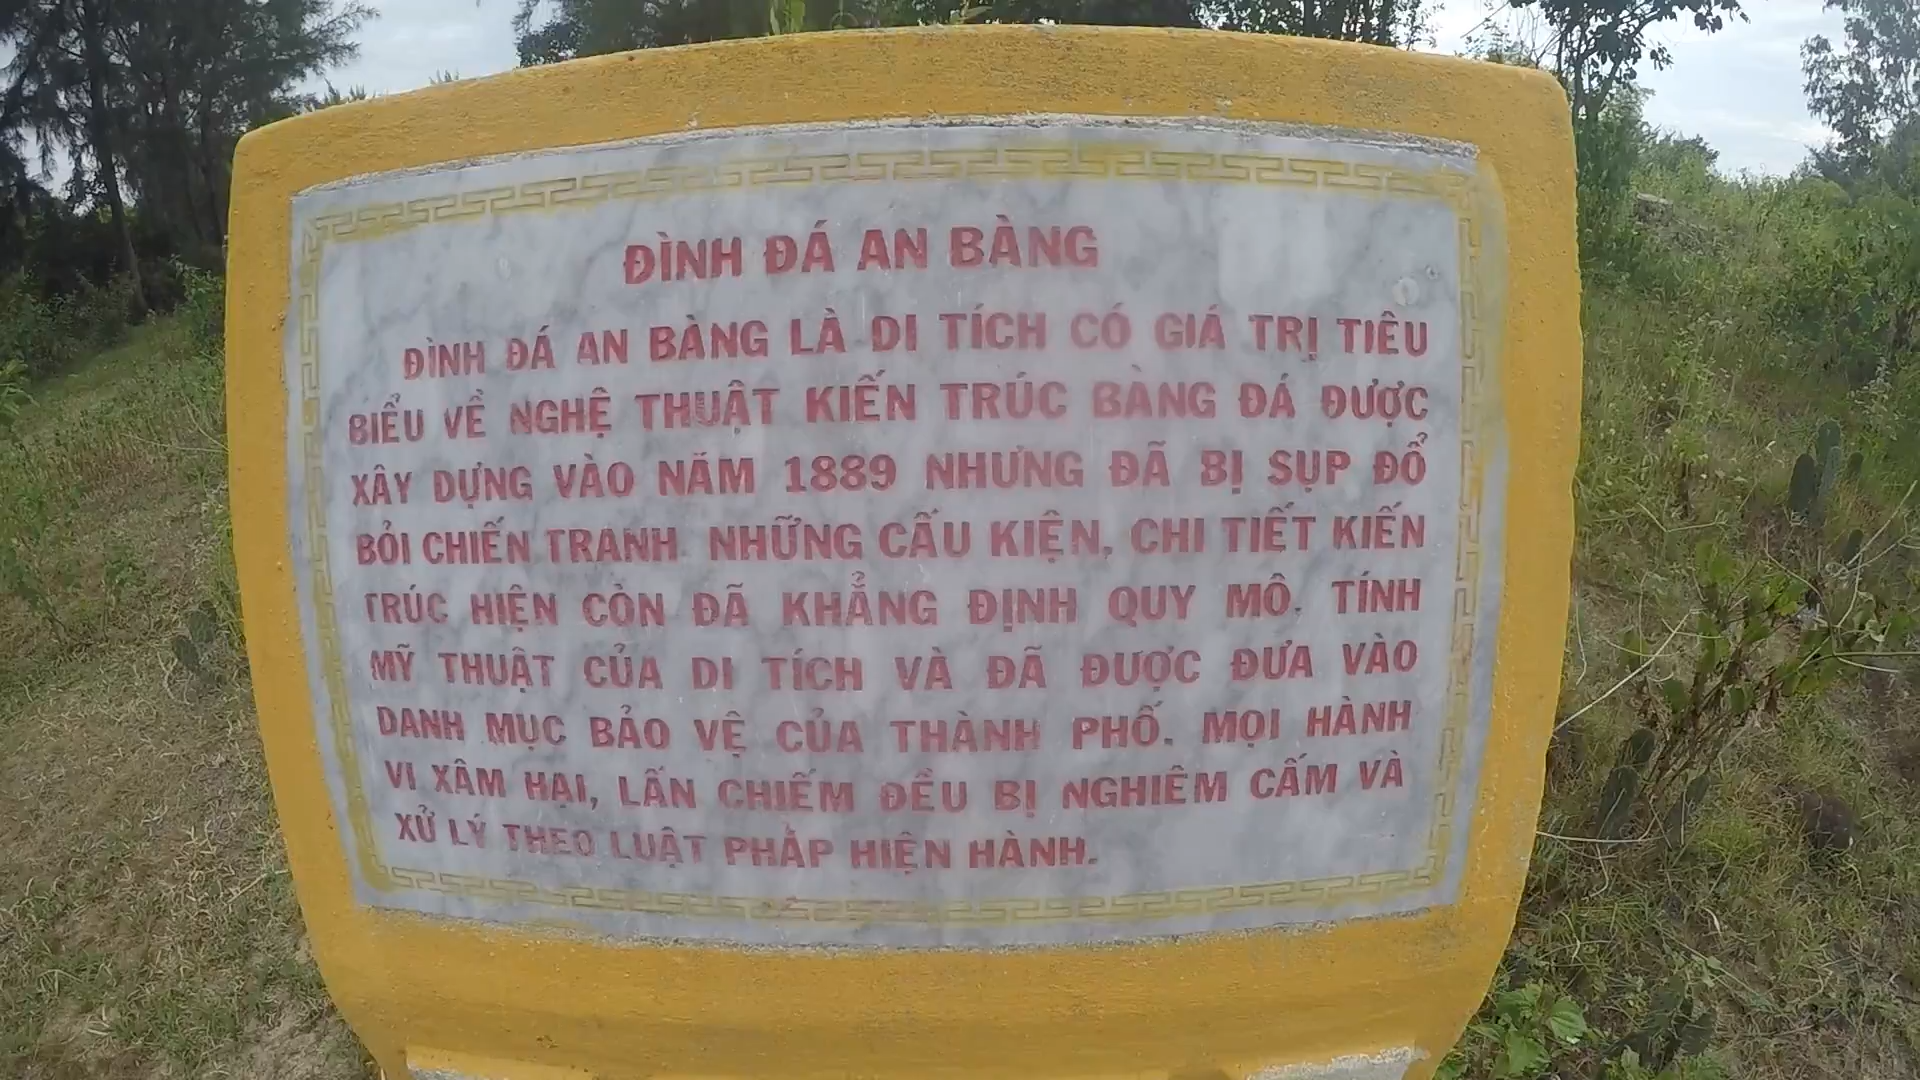 ĐÌNH ĐÁ AN BÀNG
ĐÌNH ĐÁ AN BÀNG LÀ DI TÍCH CÓ GIÁ TRỊ TIÊU
BIỂU VỀ NGHỆ THUẬT KIẾN TRÚC BÀNG ĐÁ ĐƯỢC
XÂY DỰNG VÀO NĂM 1889 NHƯNG ĐÃ BỊ SỤP ĐỔ
BỎI CHIẾN TRANH. NHỮNG CẤU KIỆN, CHI TIẾT KIẾN
TRÚC HIỆN CÒN ĐÃ KHẲNG ĐỊNH QUY MÔ, TÍNH
MỸ THUẬT CỦA DI TÍCH VÀ ĐÃ ĐƯỢC ĐƯA VÀO
DANH MỤC BẢO VỆ CỦA THÀNH PHỐ. MỌI HÀNH
VI XÂM HẠI, LẤN CHIẾM ĐỀU BỊ NGHIÊM CẤM VÀ
XỬ LÝ THEO LUẬT PHÁP HIỆN HÀNH.